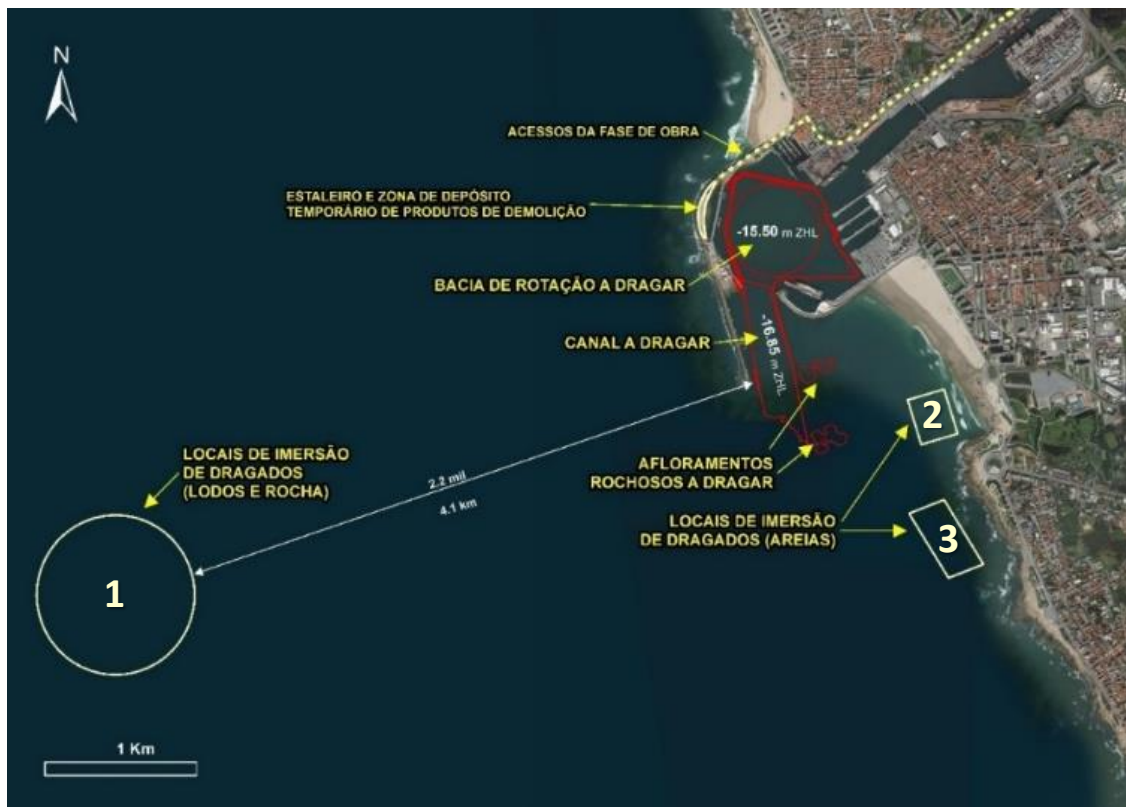 N
ACESSOS DA FASE DE OBRA
ESTALEIRO E ZONA DE DEPÓSITO
TEMPORÁRIO DE PRODUTOS DE DEMOLIÇÃO
-15.50 m ZHL
BACIA DE ROTAÇÃO A DRAGAR
CANAL A DRAGAR
-16.85 m ZHL
2
LOCAIS DE IMERSÃO
DE DRAGADOS
(LODOS E ROCHA)
AFLORAMENTOS
ROCHOSOS A DRAGAR
2.2 mil
4.1 km
LOCAIS DE IMERSÃO
DE DRAGADOS (AREIAS)
3
1
1 Km